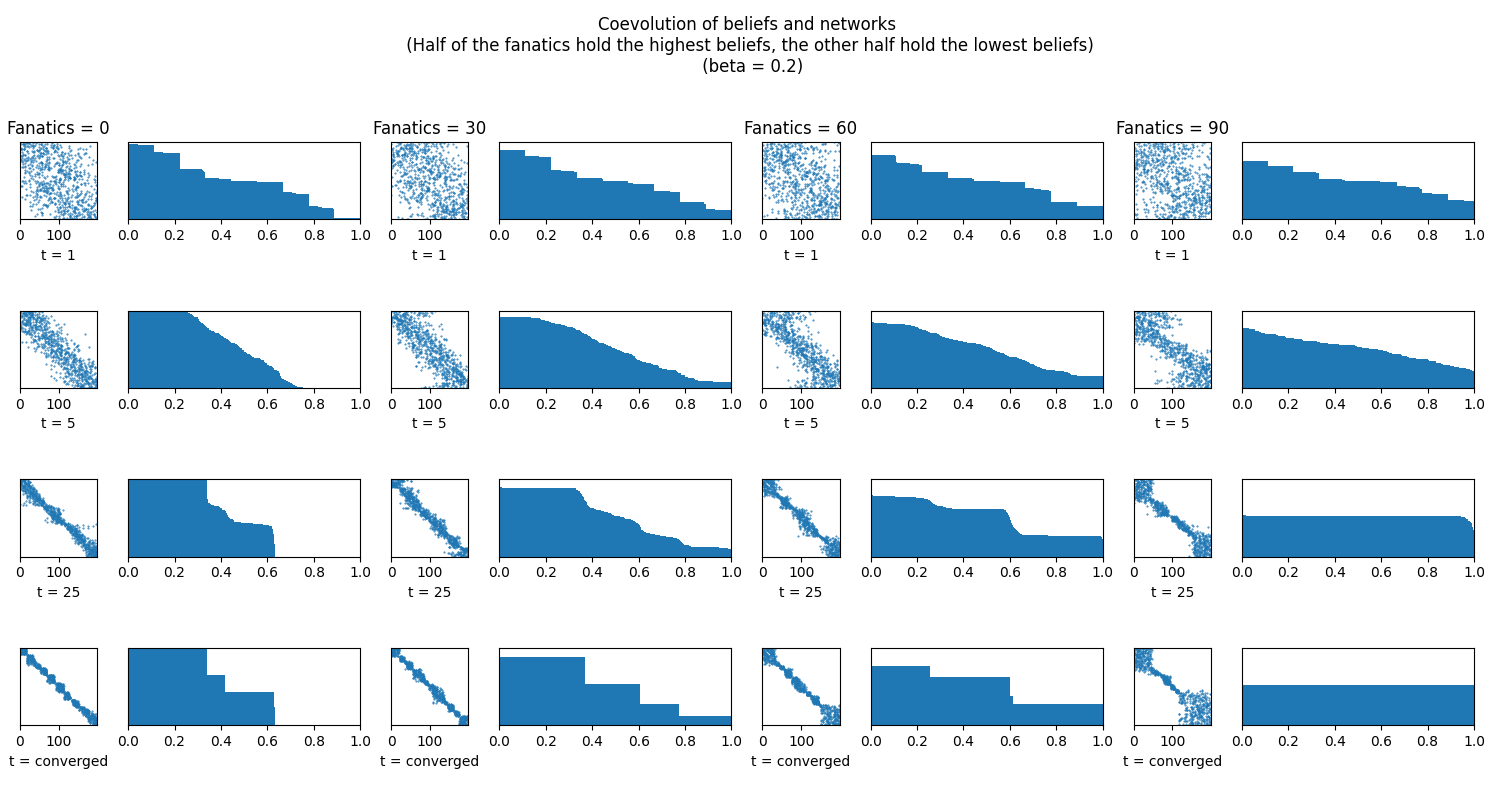 Coevolution of beliefs and networks
(Half of the fanatics hold the highest beliefs, the other half hold the lowest beliefs)
(beta = 0.2)
Fanatics = 0 Fanatics = 30 Fanatics = 60 Fanatics = 90
0 100 0.0 0.2 0.4 0.6 0.8 1.0 0 100 0.0 0.2 0.4 0.6 0.8 1.0 0 100 0.0 0.2 0.4 0.6 0.8 1.0 0 100 0.0 0.2 0.4 0.6 0.8 1.0
t = 1 t = 1 t = 1 t = 1
0 100 0.0 0.2 0.4 0.6 0.8 1.0 0 100 0.0 0.2 0.4 0.6 0.8 1.0 0 100 0.0 0.2 0.4 0.6 0.8 1.0 0 100 0.0 0.2 0.4 0.6 0.8 1.0
t = 5 t = 5 t = 5 t = 5
0 100 0.0 0.2 0.4 0.6 0.8 1.0 0 100 0.0 0.2 0.4 0.6 0.8 1.0 0 100 0.0 0.2 0.4 0.6 0.8 1.0 0 100 0.0 0.2 0.4 0.6 0.8 1.0
t = 25 t = 25 t = 25 t = 25
0 100 0.0 0.2 0.4 0.6 0.8 1.0 0 100 0.0 0.2 0.4 0.6 0.8 1.0 0 100 0.0 0.2 0.4 0.6 0.8 1.0 0 100 0.0 0.2 0.4 0.6 0.8 1.0
t = converged t = converged t = converged t = converged